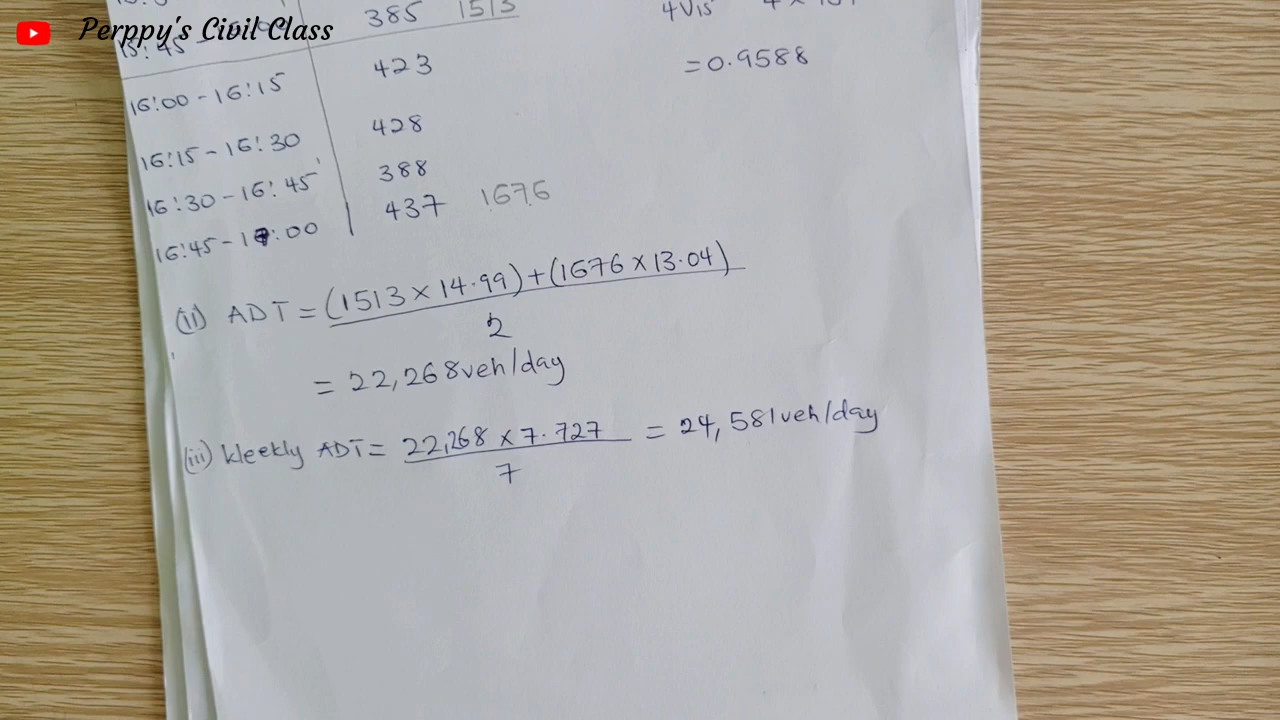 Perppy's Civil Class
385 1513
= 0.9588
16:00 - 16:15 423
16:15 - 16:30 428
16:30 - 16:45 388
16:45 - 17:00 437 1676
(ii) ADT = (1513 × 14.99) + (1676 × 13.04)
2
= 22,268 veh/day
(iii) Weekly ADT = 22,268 × 7.727 = 24,581 veh/day
7